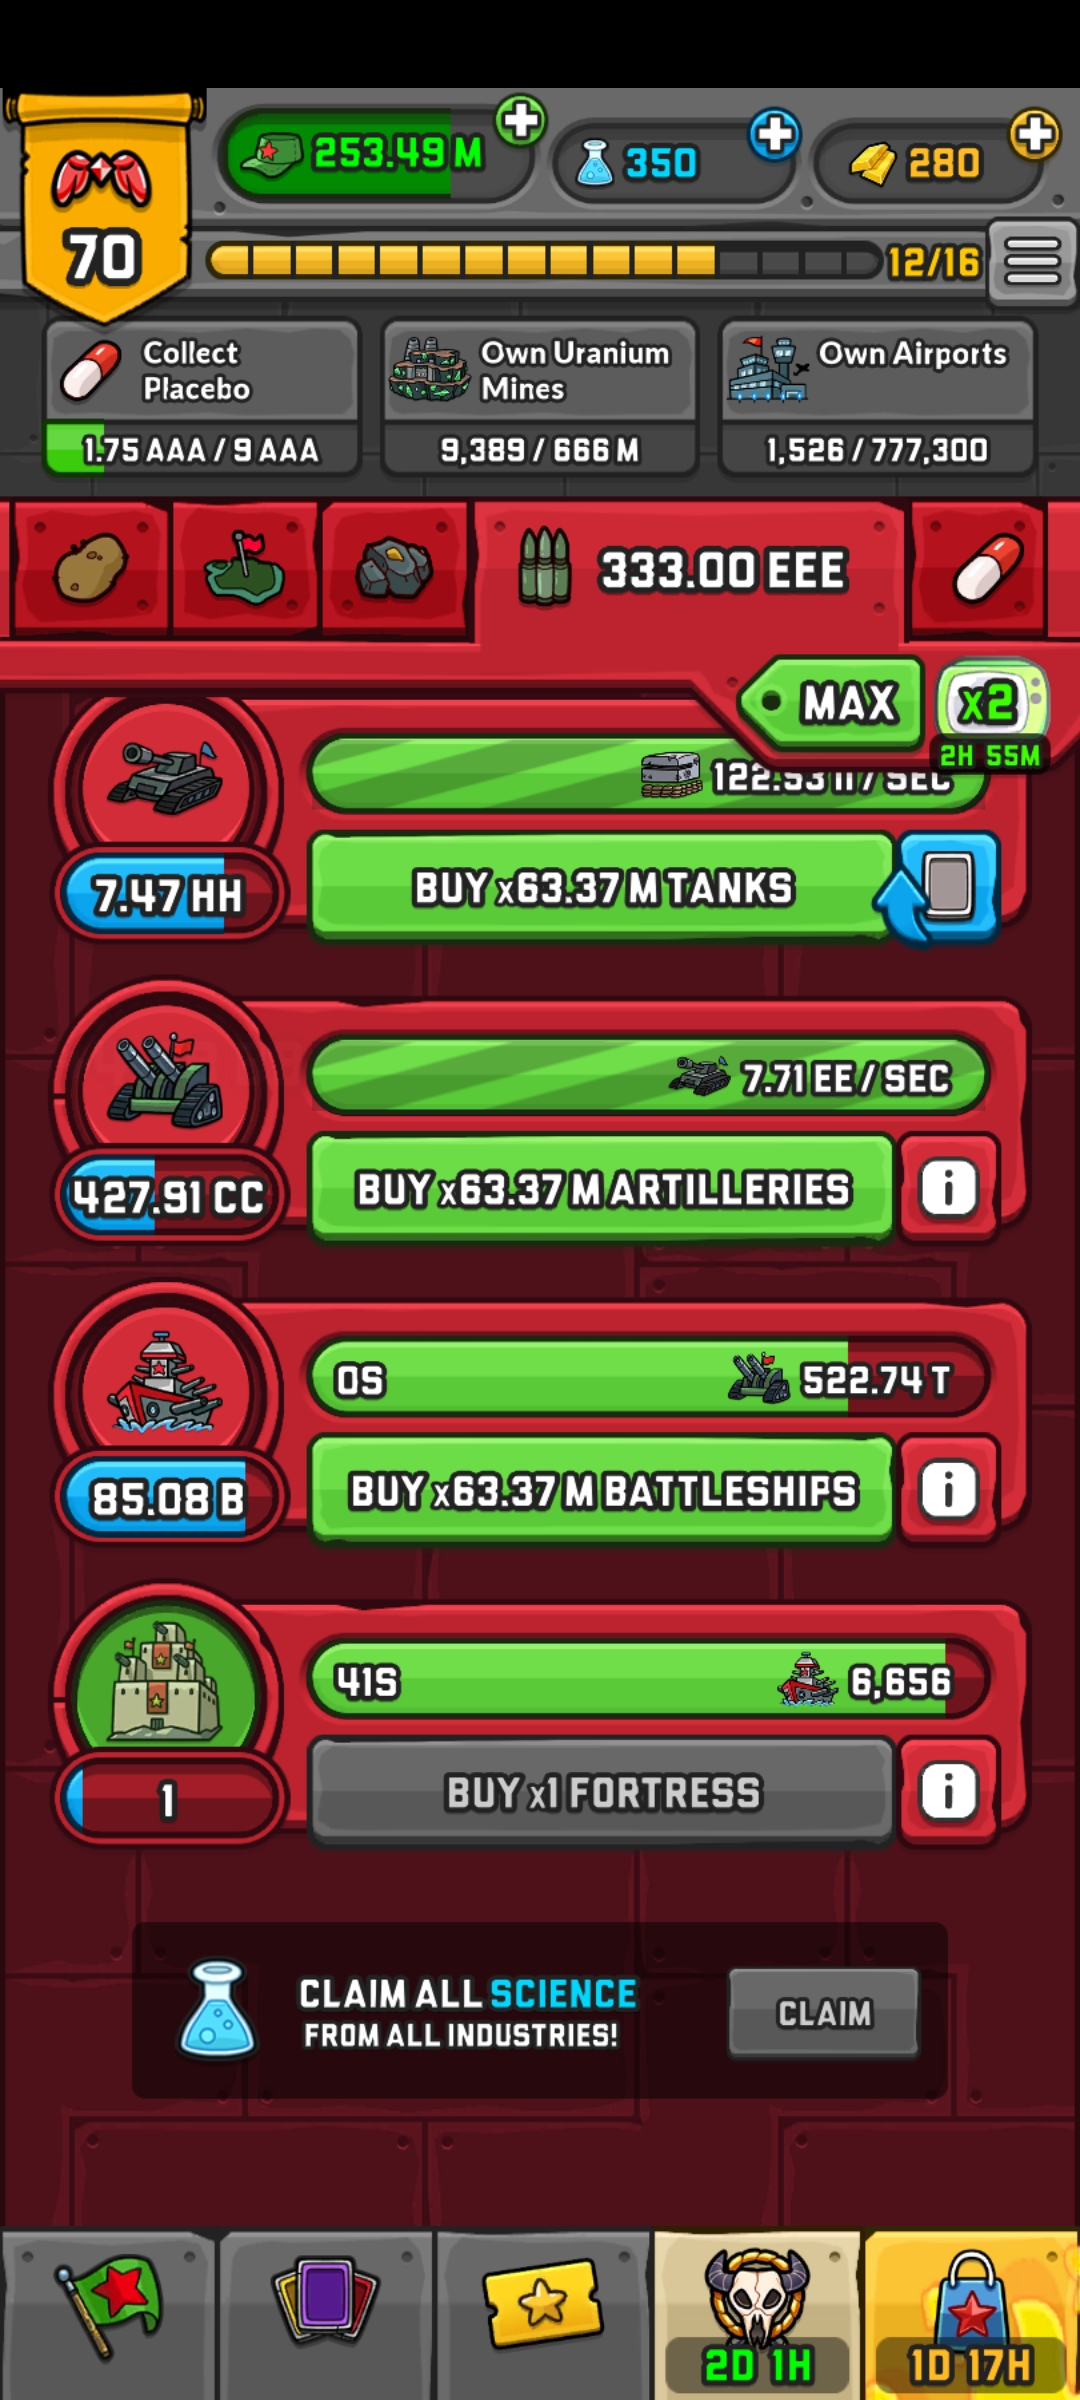 253.49 M
350
280
70
12/16
Collect
Placebo
1.75 AAA / 9 AAA
Own Uranium
Mines
9,389 / 666 M
Own Airports
1,526 / 777,300
333.00 EEE
MAX
x2
2H 55M
/ SEC
7.47 HH
BUY x63.37 M TANKS
7.71 EE / SEC
427.91 CC
BUY x63.37 M ARTILLERIES
0S
522.74 T
85.08 B
BUY x63.37 M BATTLESHIPS
41S
6,656
1
BUY x1 FORTRESS
CLAIM ALL SCIENCE
FROM ALL INDUSTRIES!
CLAIM
2D 1H
1D 17H